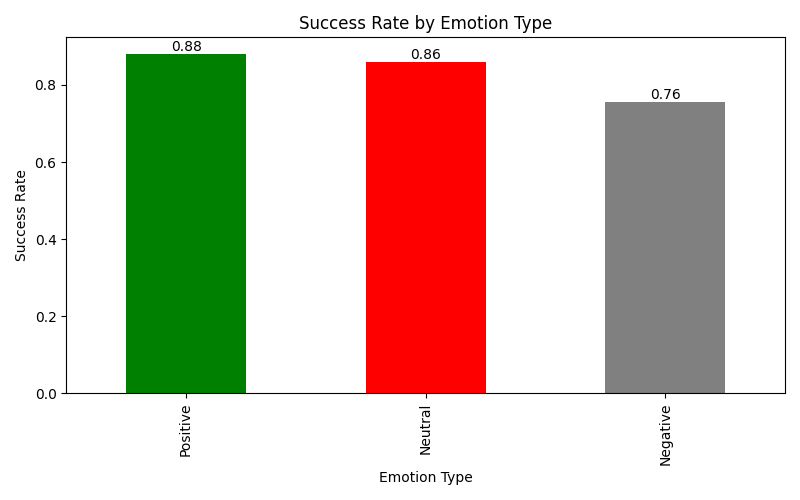 Success Rate by Emotion Type
0.88
0.86
0.76
0.8
0.6
0.4
0.2
0.0
Success Rate
Positive
Neutral
Negative
Emotion Type